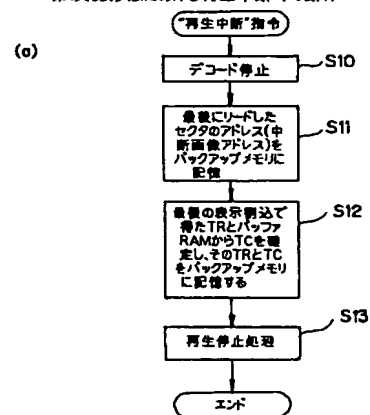 (a)
“再生中断”指令
デコード停止
S10
最後にリードした
セクタのアドレス(中
断画像アドレス)を
バックアップメモリに
記憶
S11
最後の表示割込で
得たTRとバッファ
RAMからTCを確
定し、そのTRとTC
をバックアップメモリ
に記憶する
S12
再生停止処理
S13
エンド